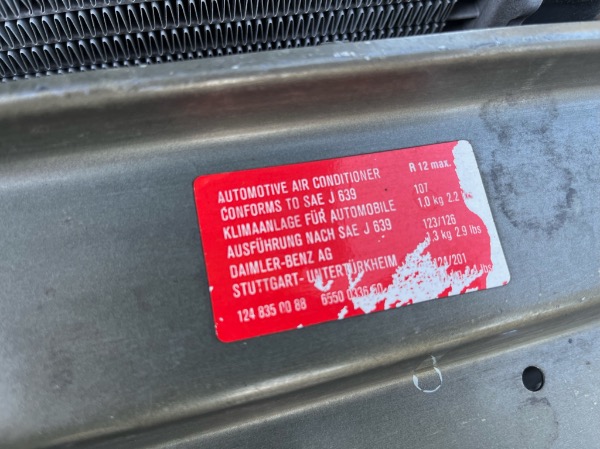 AUTOMOTIVE AIR CONDITIONER
CONFORMS TO SAE J 639
KLIMAANLAGE FÜR AUTOMOBILE
AUSFÜHRUNG NACH SAE J 639
DAIMLER-BENZ AG
STUTTGART- UNTERTÜRKHEIM
124 835 00 88
R 12 max.
107
1,0 kg 2.2
123/126
1,3 kg 2.9 lbs
124/201
lbs